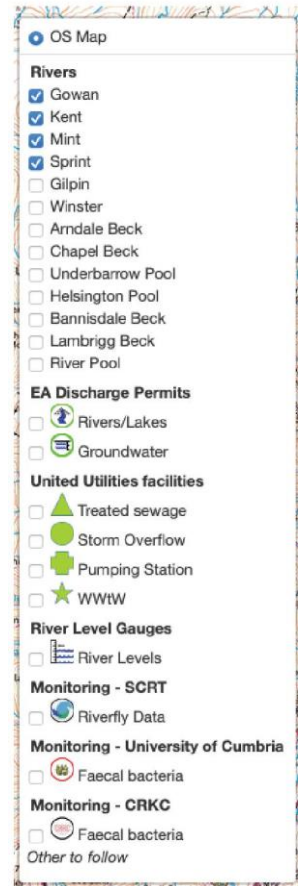 OS Map
Rivers
Gowan
Kent
Mint
Sprint
Gilpin
Winster
Arndale Beck
Chapel Beck
Underbarrow Pool
Helsington Pool
Bannisdale Beck
Lambrigg Beck
River Pool
EA Discharge Permits
Rivers/Lakes
Groundwater
United Utilities facilities
Treated sewage
Storm Overflow
Pumping Station
WWtW
River Level Gauges
River Levels
Monitoring - SCRT
Riverfly Data
Monitoring - University of Cumbria
Faecal bacteria
Monitoring - CRKC
Faecal bacteria
Other to follow